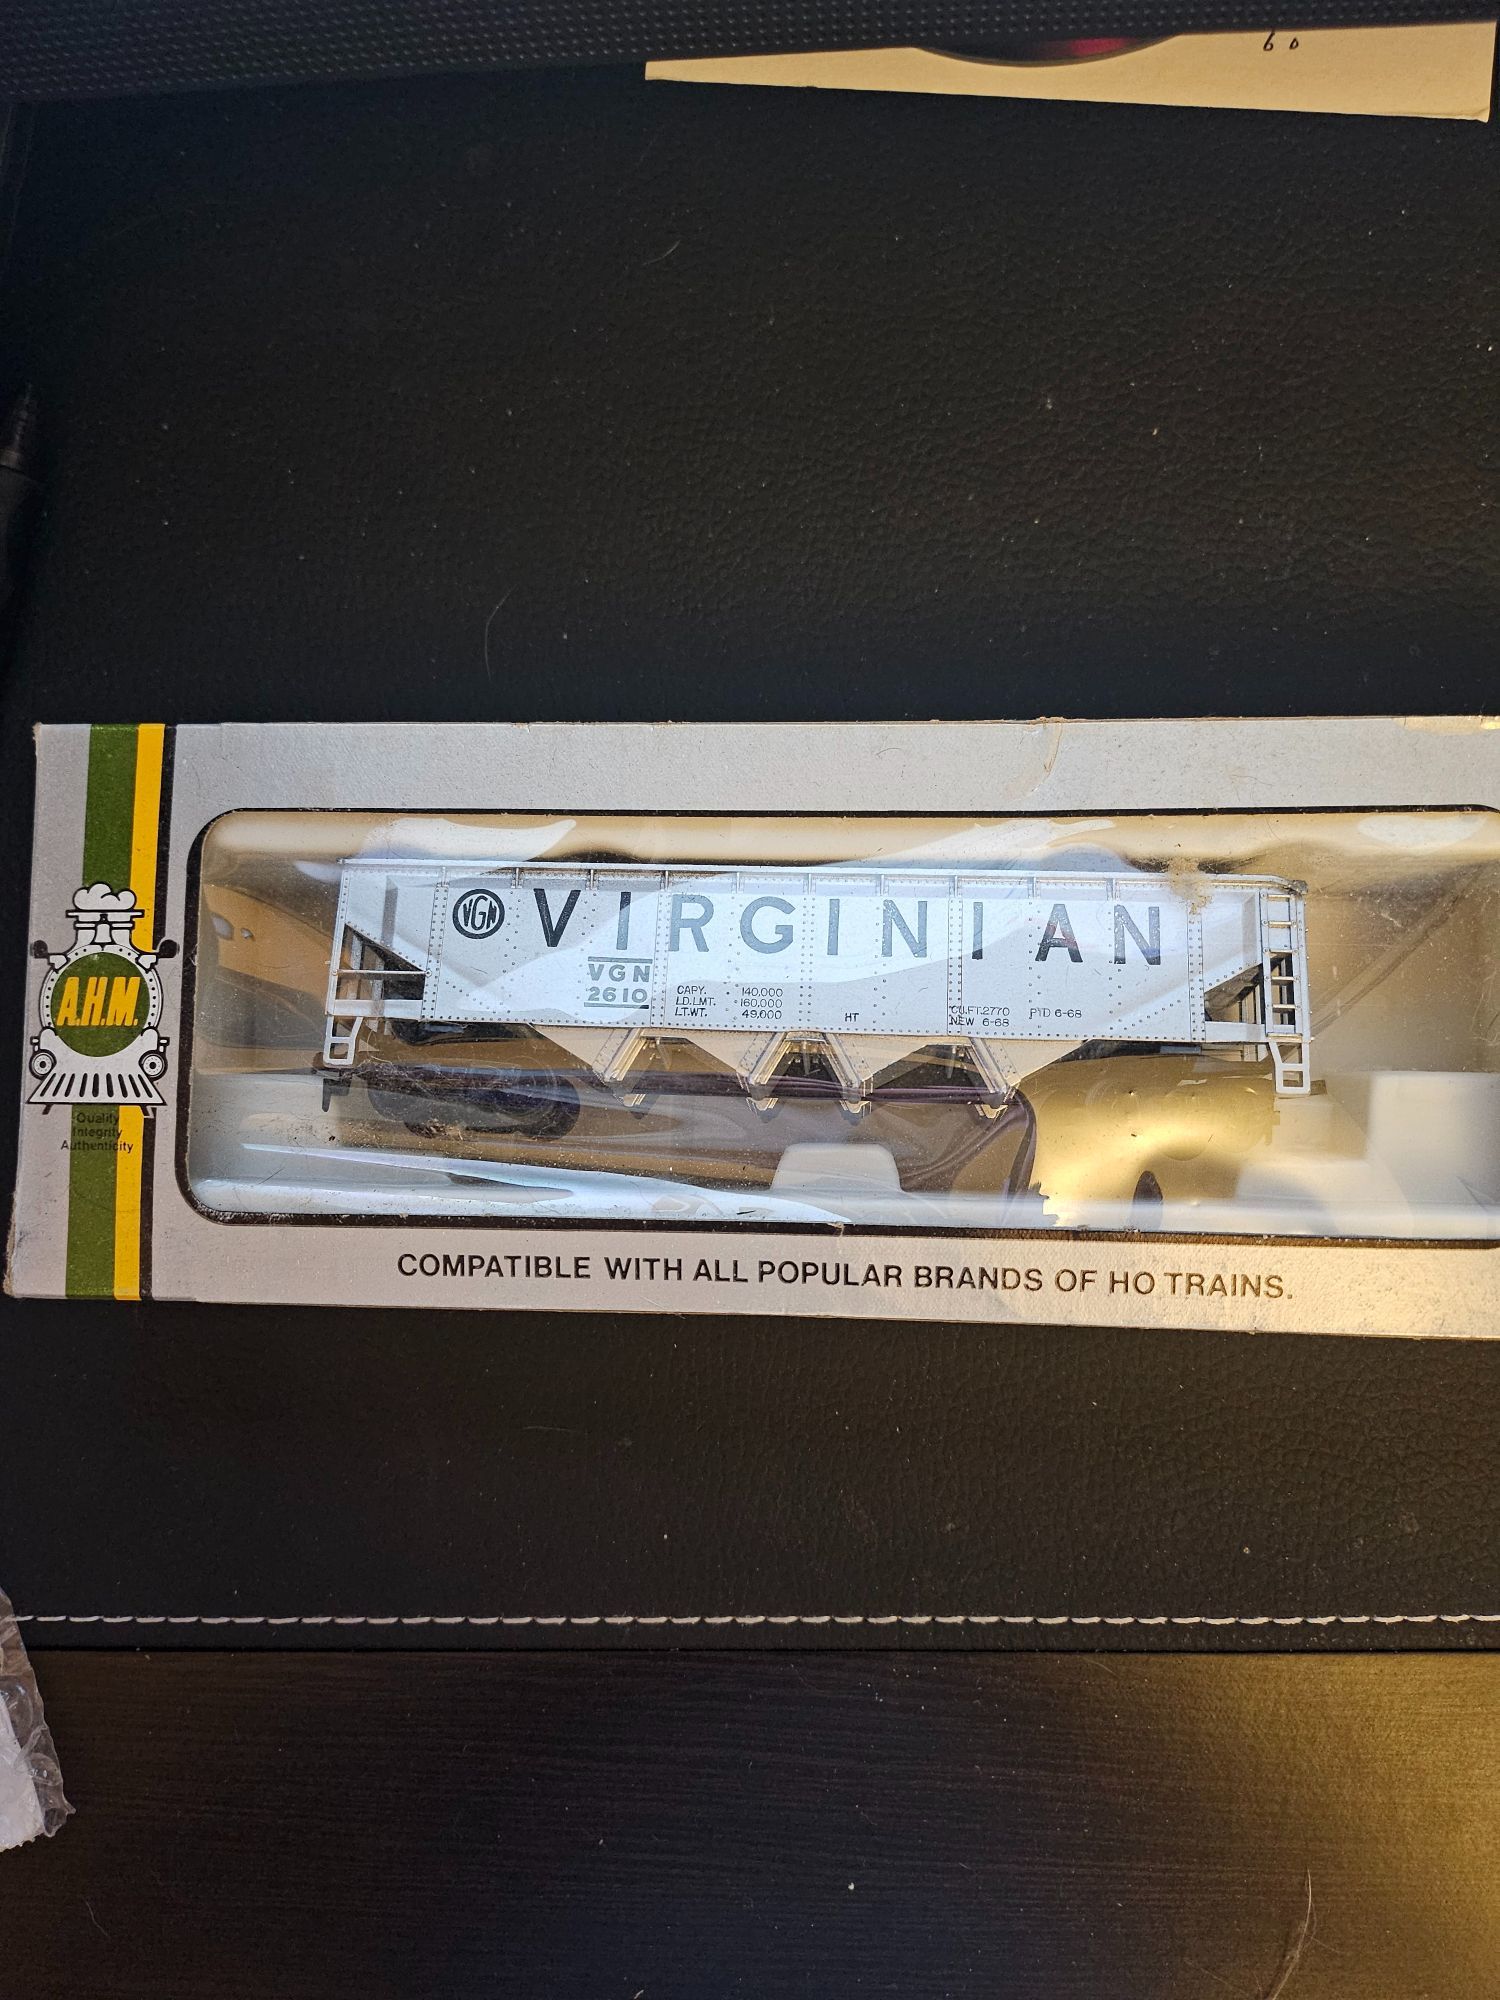 60
VGN VIRGINIAN
VGN
2610
CAPY. 140,000
LD.LMT. 160,000
LT.WT. 49,000
HT
CU.FT.2770 PTD 6-68
NEW 6-68
A.H.M.
Quality
Integrity
Authenticity
COMPATIBLE WITH ALL POPULAR BRANDS OF HO TRAINS.